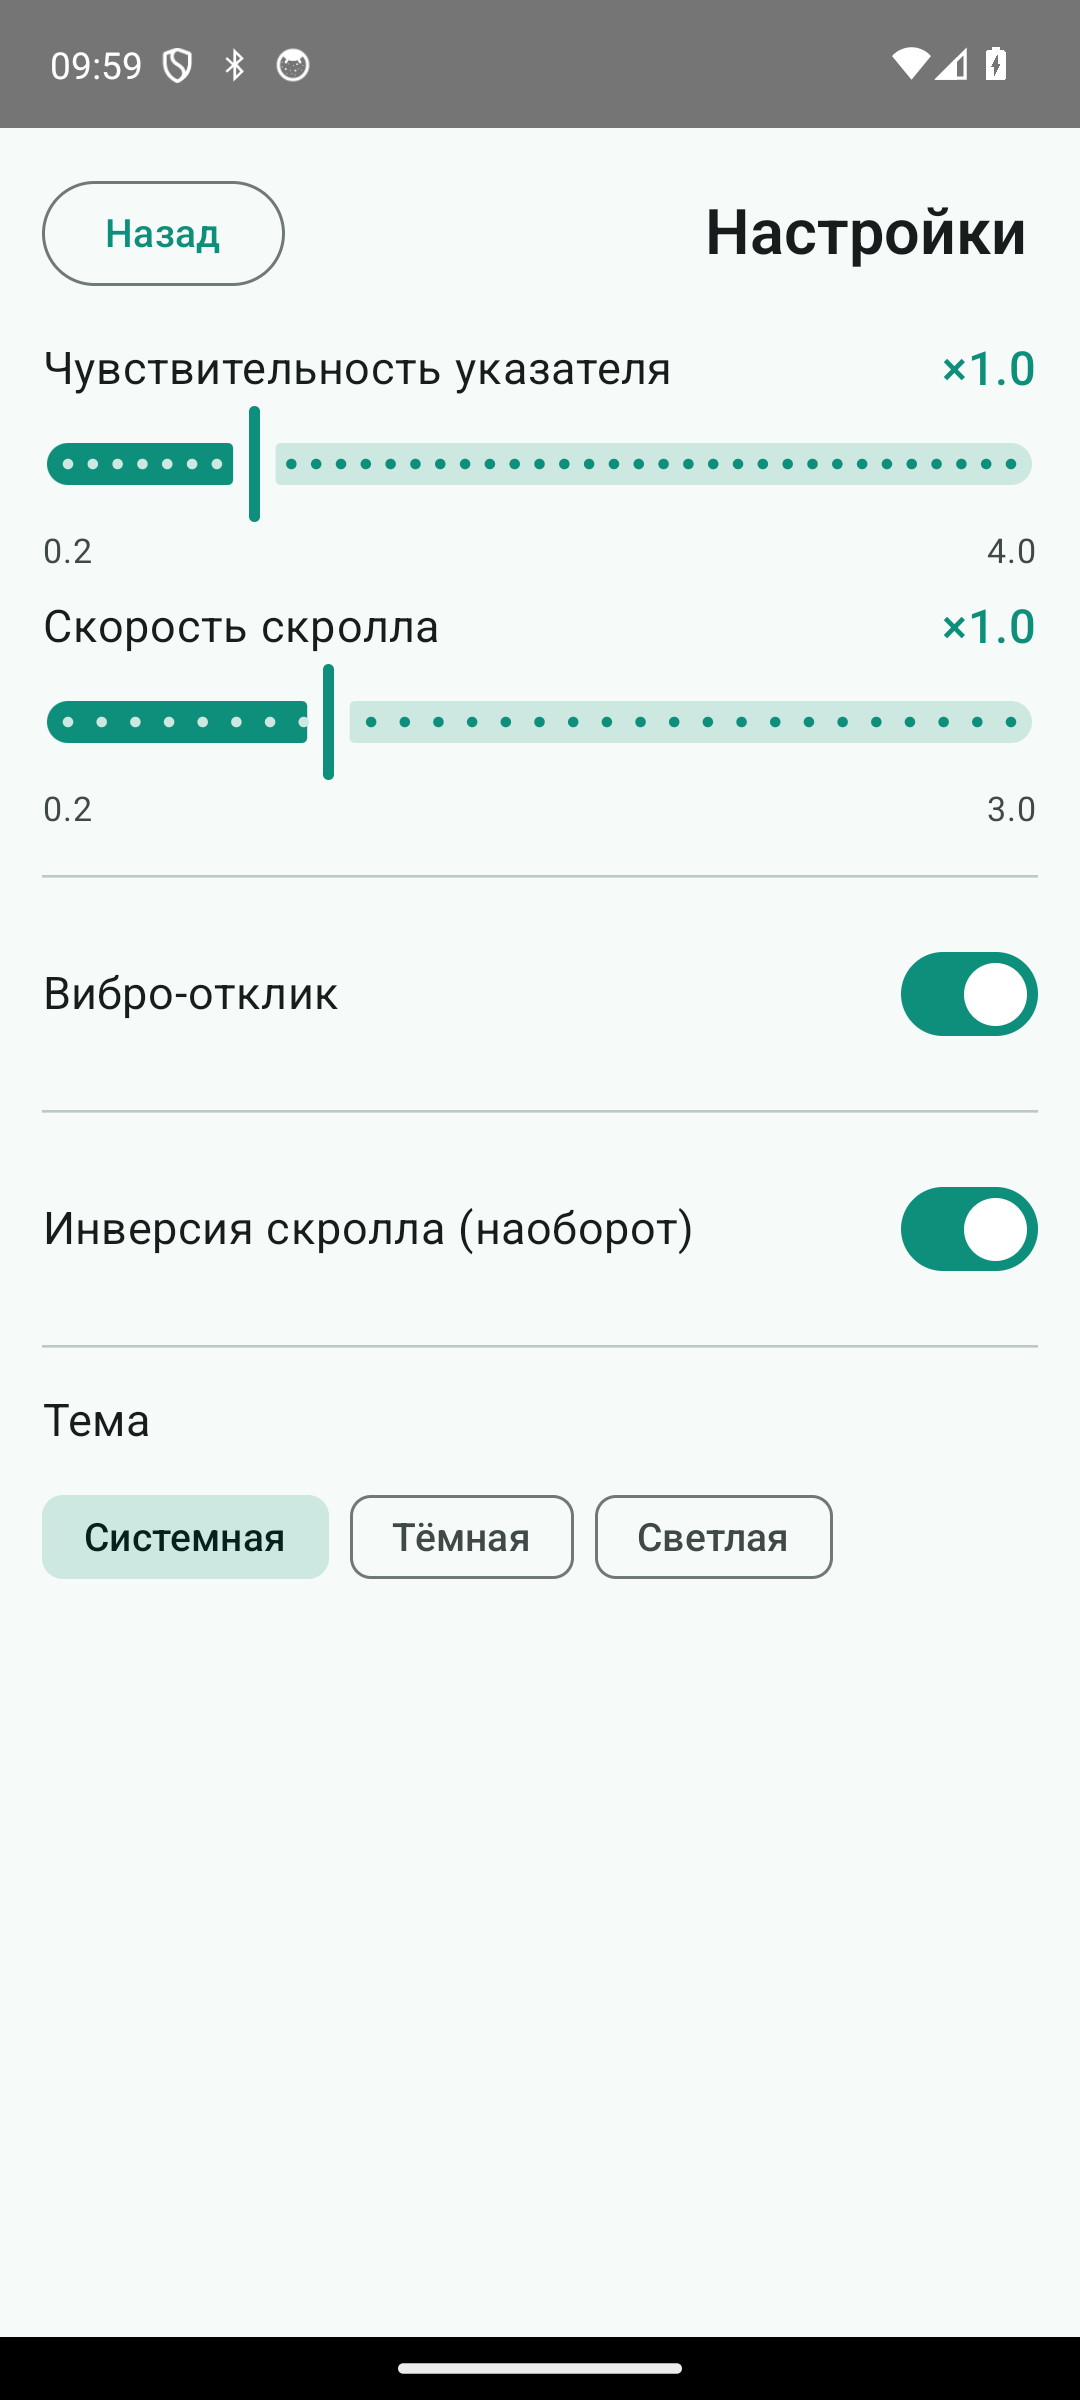 09:59
Назад
Настройки
Чувствительность указателя ×1.0
0.2 4.0
Скорость скролла ×1.0
0.2 3.0
Вибро-отклик
Инверсия скролла (наоборот)
Тема
Системная Тёмная Светлая